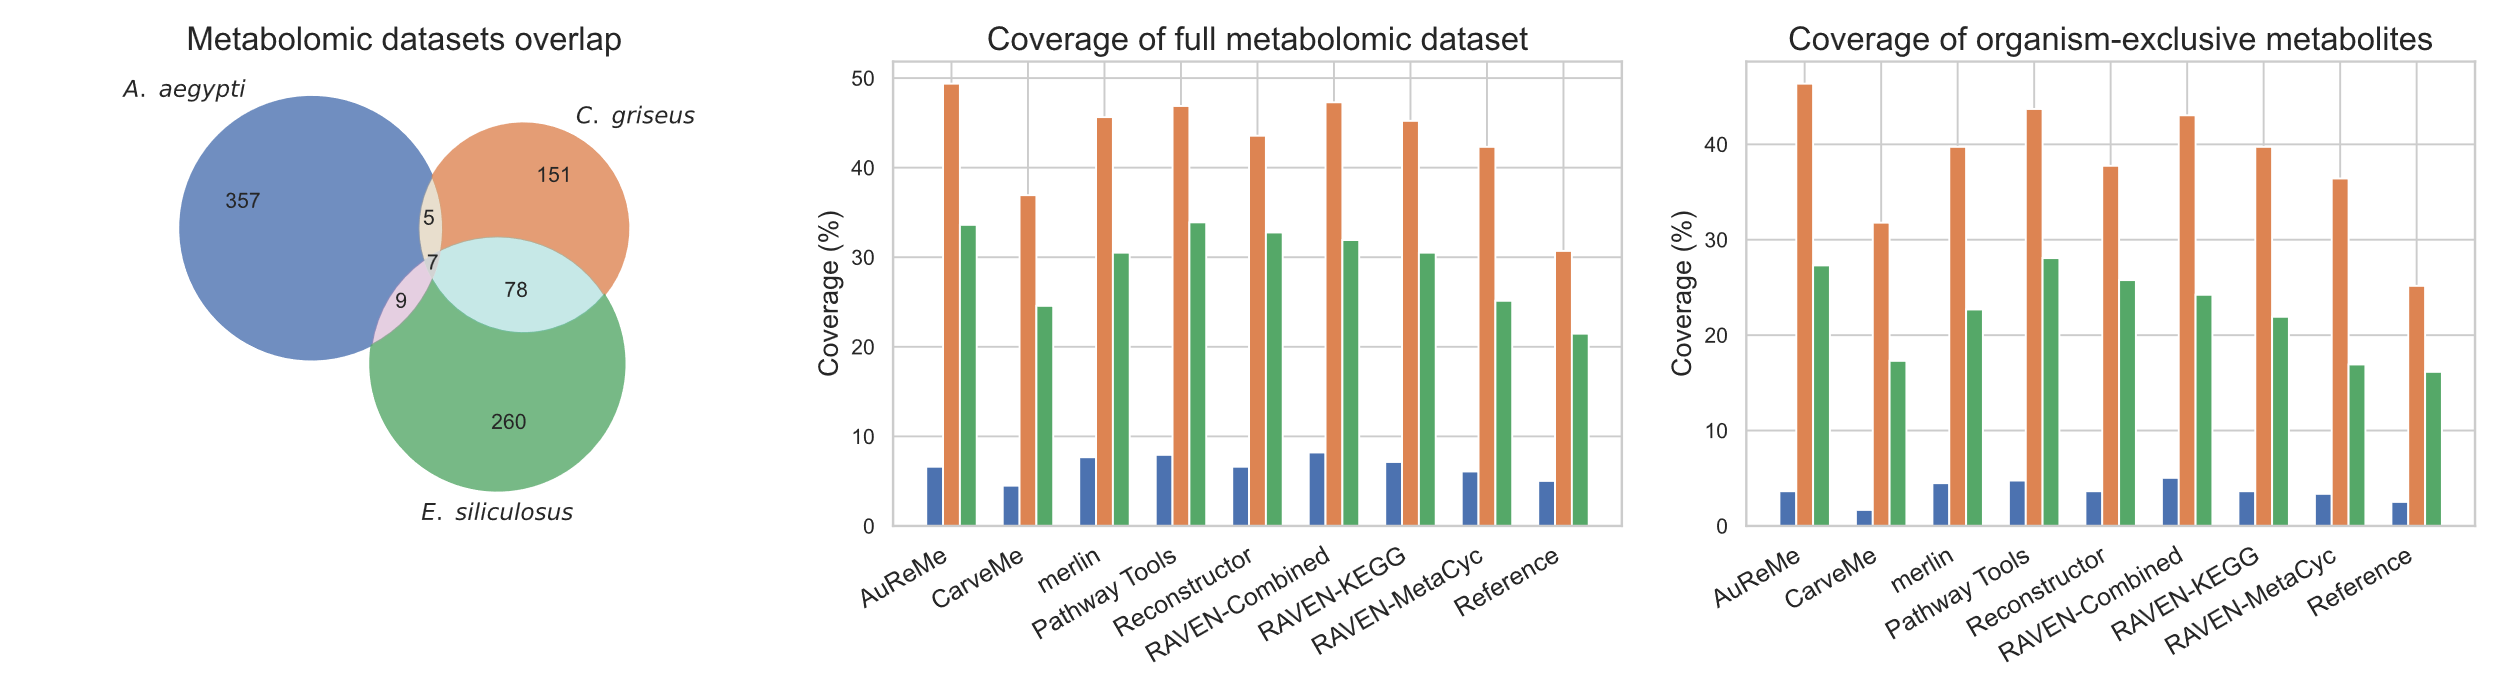 Metabolomic datasets overlap
A. aegypti
C. griseus
151
357
5
7
78
9
260
E. siliculosus
Coverage of full metabolomic dataset
Coverage (%)
50
40
30
20
10
0
AuReMe
CarveMe
merlin
Pathway Tools
Reconstructor
RAVEN-Combined
RAVEN-KEGG
RAVEN-MetaCyc
Reference
Coverage of organism-exclusive metabolites
Coverage (%)
40
30
20
10
0
AuReMe
CarveMe
merlin
Pathway Tools
Reconstructor
RAVEN-Combined
RAVEN-KEGG
RAVEN-MetaCyc
Reference